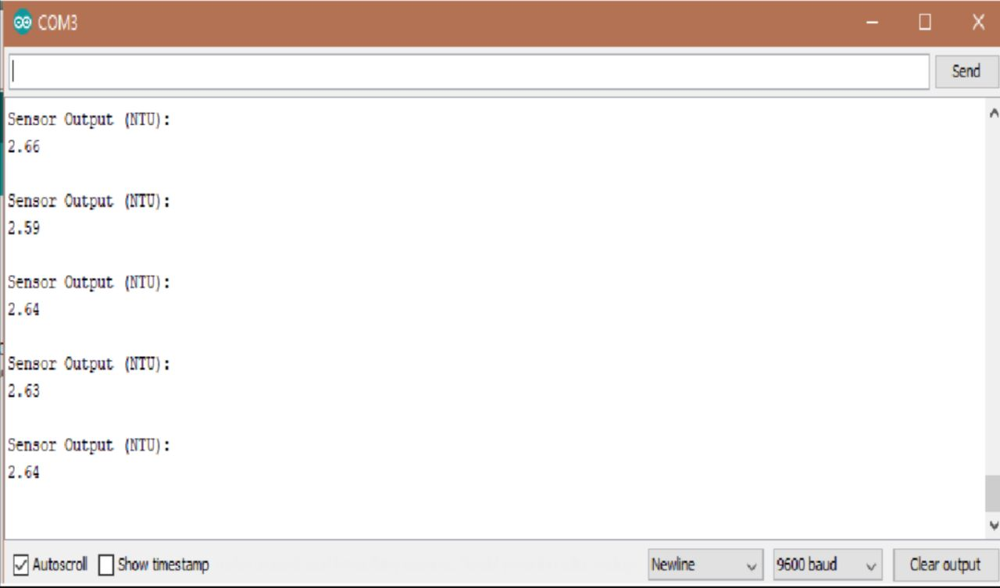 COM3
Send
Sensor Output (NTU):
2.66
Sensor Output (NTU):
2.59
Sensor Output (NTU):
2.64
Sensor Output (NTU):
2.63
Sensor Output (NTU):
2.64
Autoscroll Show timestamp Newline 9600 baud Clear output